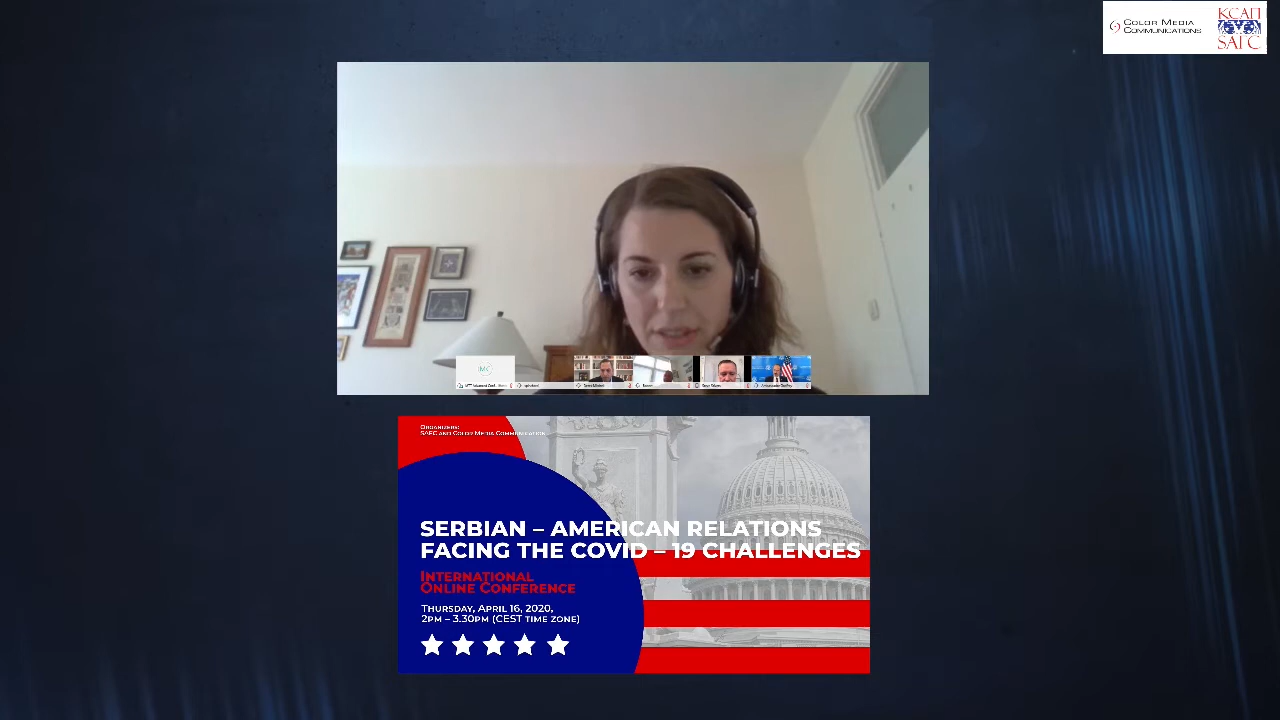 COLOR MEDIA
COMMUNICATIONS
КСАП
SAFC
ORGANIZERS:
SAFC AND COLOR MEDIA COMMUNICATION
SERBIAN – AMERICAN RELATIONS
FACING THE COVID – 19 CHALLENGES
INTERNATIONAL
ONLINE CONFERENCE
THURSDAY, APRIL 16, 2020,
2PM – 3.30PM (CEST TIME ZONE)